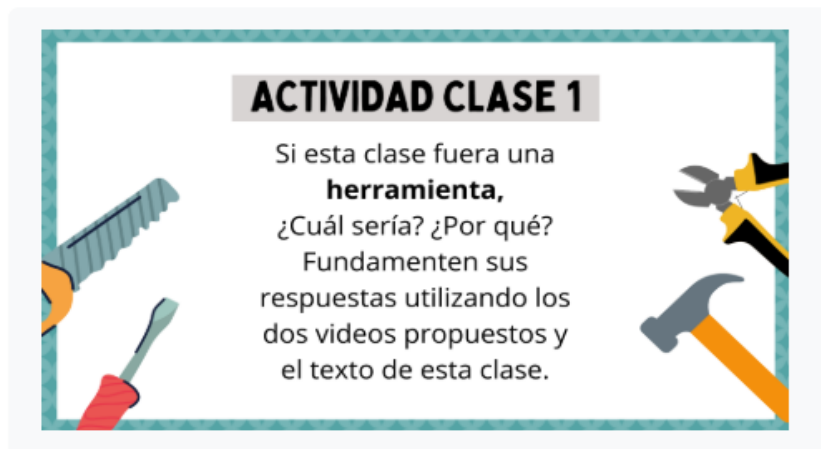 ACTIVIDAD CLASE 1
Si esta clase fuera una
herramienta,
¿Cuál sería? ¿Por qué?
Fundamenten sus
respuestas utilizando los
dos videos propuestos y
el texto de esta clase.